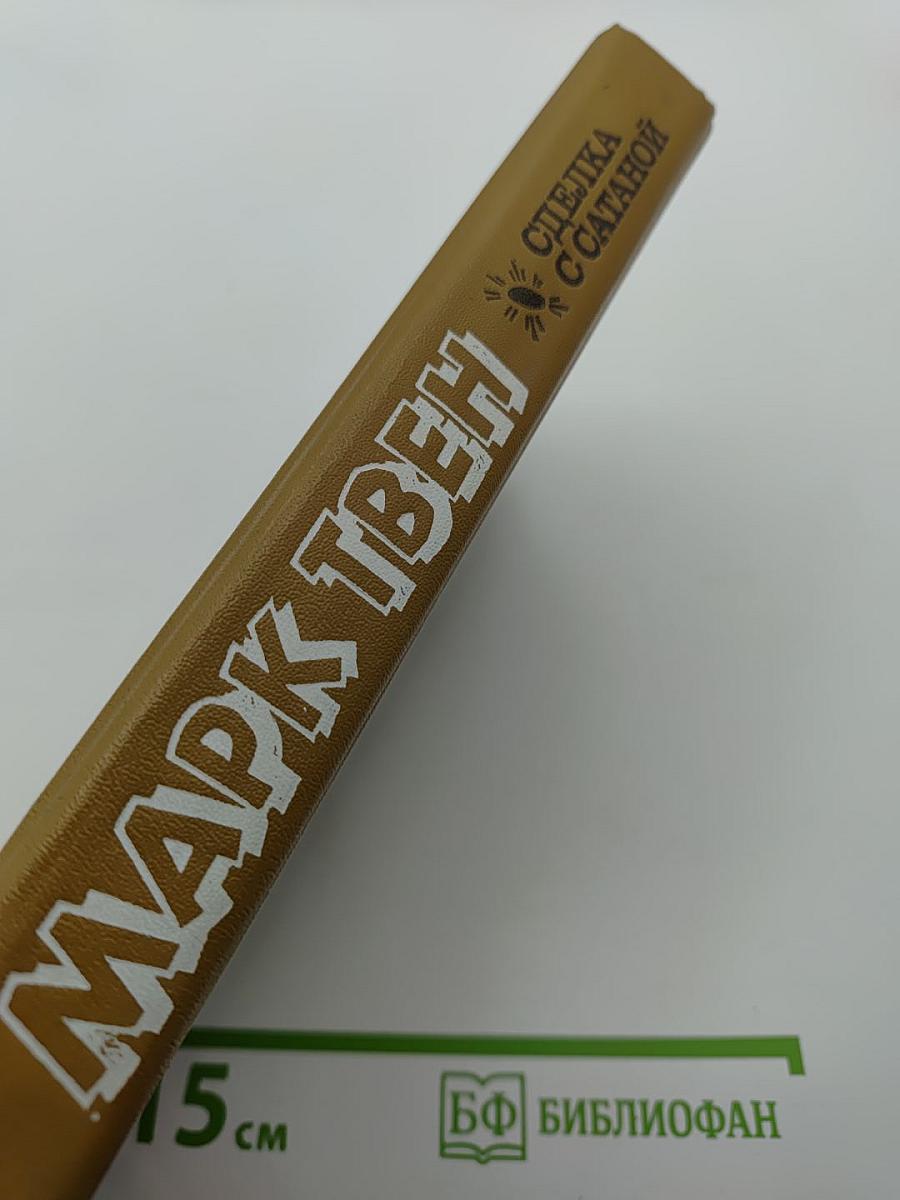 МАРК ТВЕН
СДЕЛКА
С САТАНОЙ
15 см
БФ БИБЛИОФАН